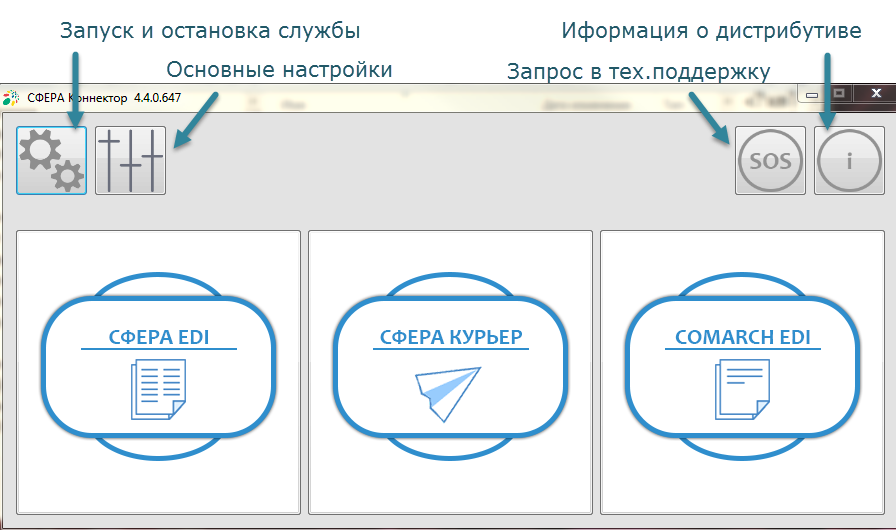 Запуск и остановка службы
Иформация о дистрибутиве
Основные настройки
Запрос в тех.поддержку
СФЕРА Коннектор 4.4.0.647
SOS
i
СФЕРА EDI
СФЕРА КУРЬЕР
COMARCH EDI